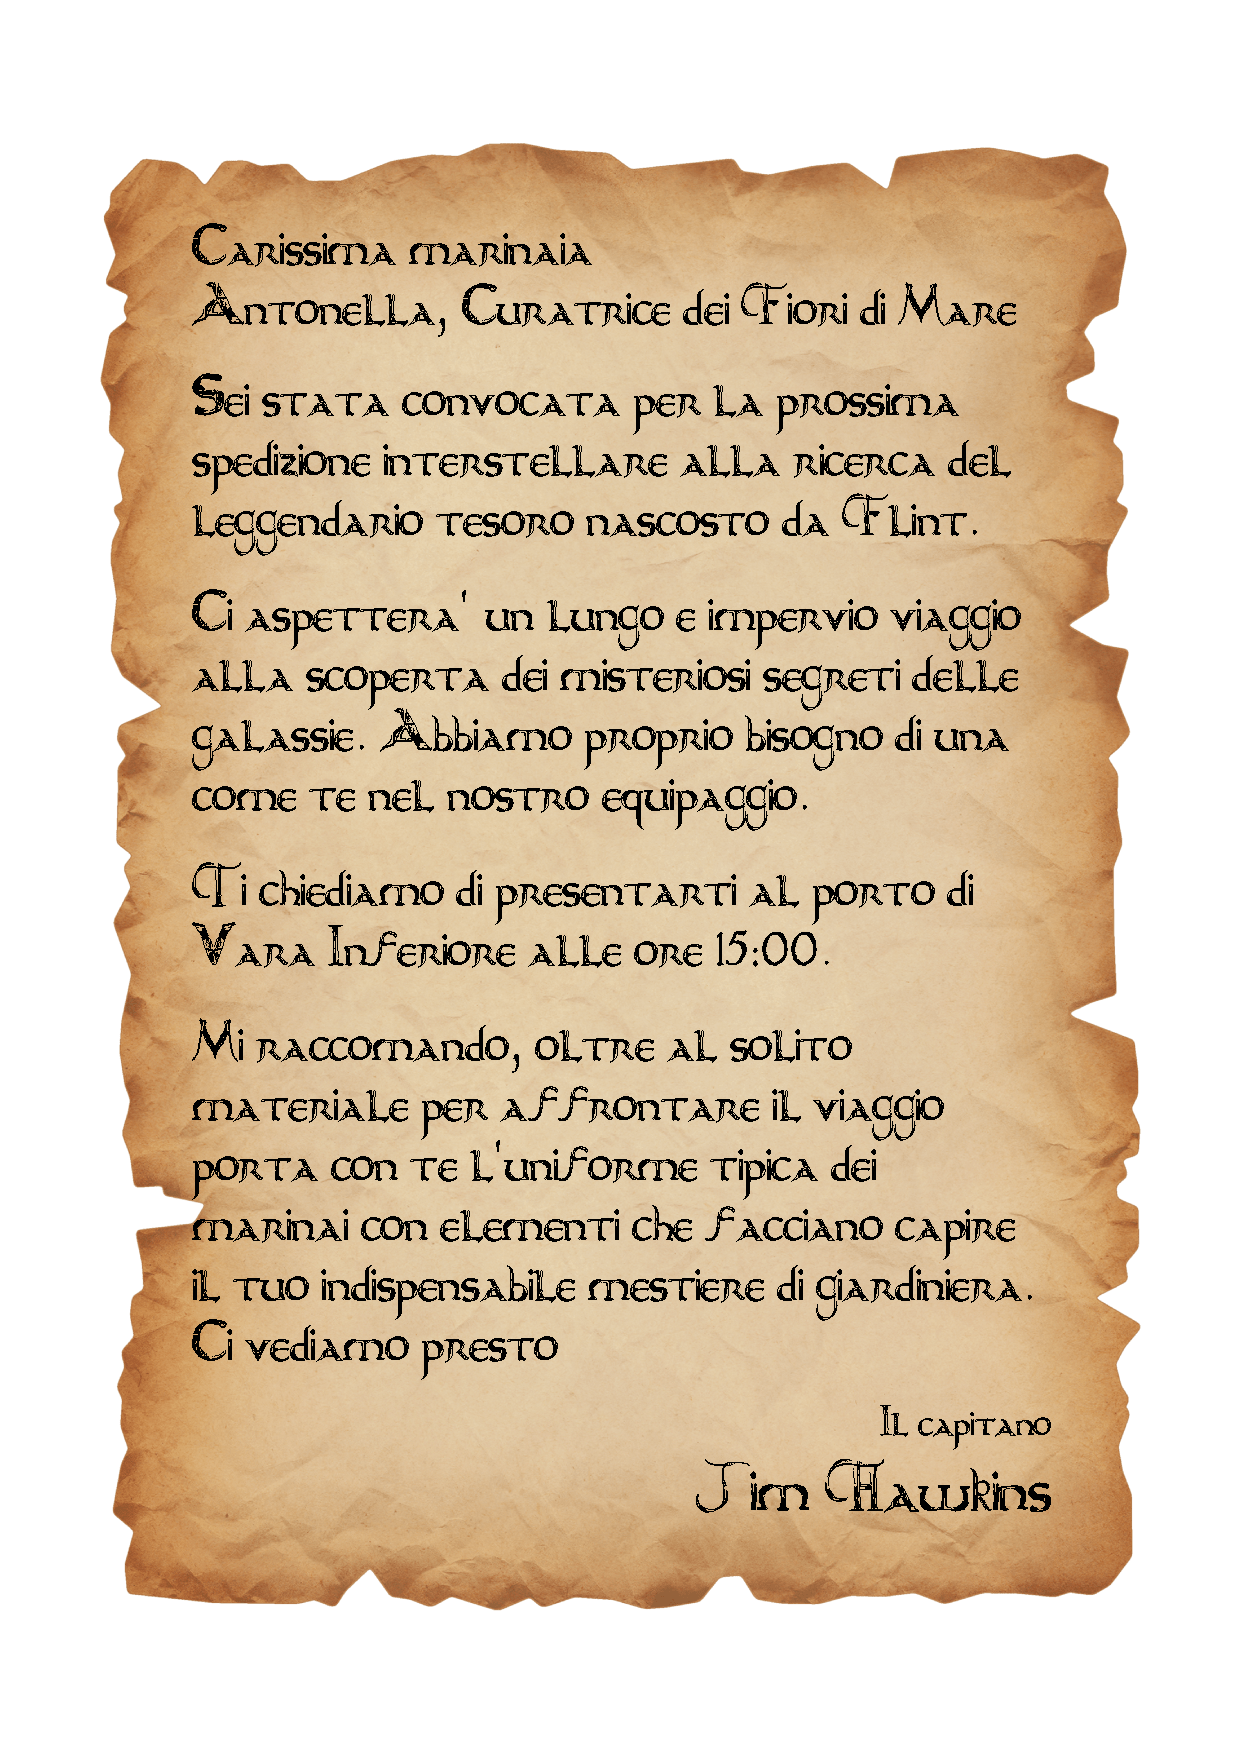 Carissima marinaia
Antonella, Curatrice dei Fiori di Mare
Sei stata convocata per la prossima
spedizione interstellare alla ricerca del
leggendario tesoro nascosto da Flint.
Ci aspettera' un lungo e impervio viaggio
alla scoperta dei misteriosi segreti delle
galassie. Abbiamo proprio bisogno di una
come te nel nostro equipaggio.
Ti chiediamo di presentarti al porto di
Vara Inferiore alle ore 15:00.
Mi raccomando, oltre al solito
materiale per affrontare il viaggio
porta con te l'uniforme tipica dei
marinai con elementi che facciano capire
il tuo indispensabile mestiere di giardiniera.
Ci vediamo presto
Il capitano
Jim Hawkins